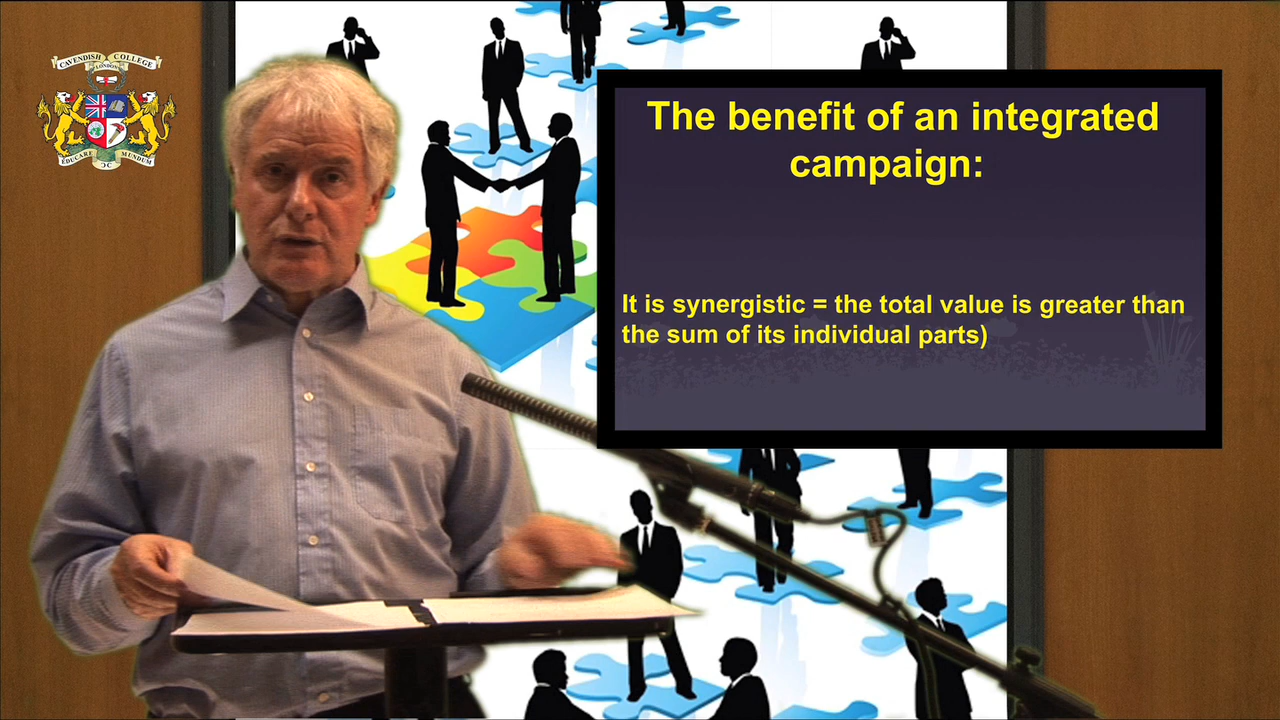 CAVENDISH COLLEGE
LONDON
EDUCARE MUNDUM
The benefit of an integrated
campaign:
It is synergistic = the total value is greater than
the sum of its individual parts)